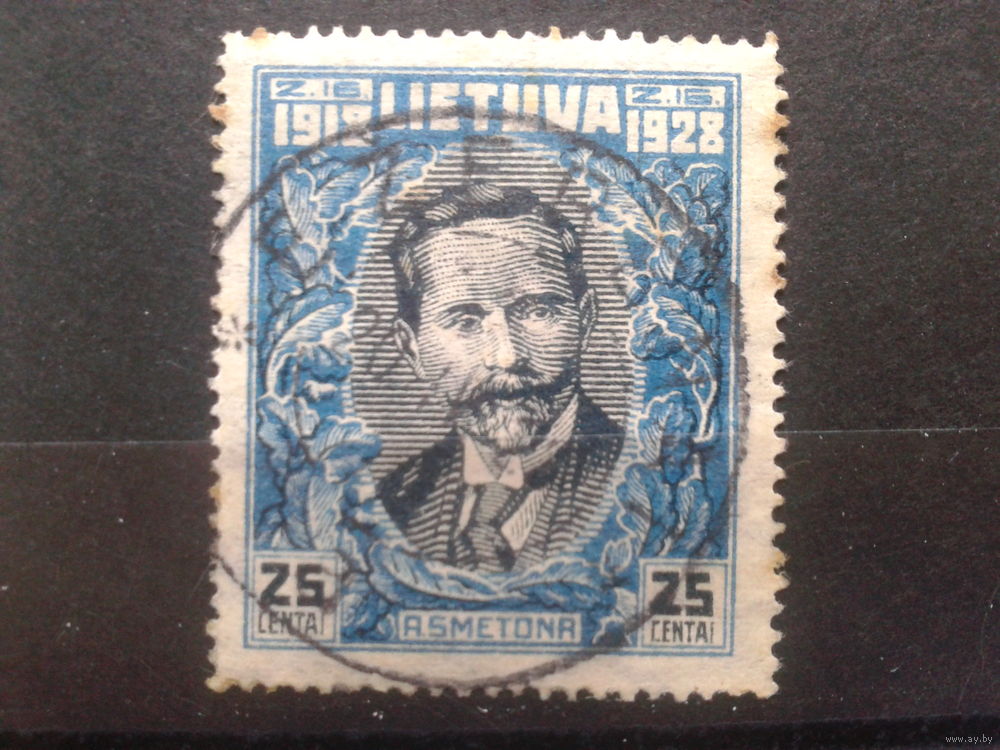 Z.16. LIETUVA Z.16.
1918 1928
25 25
CENTAI CENTAI
A.SMETONA
www.ay.by